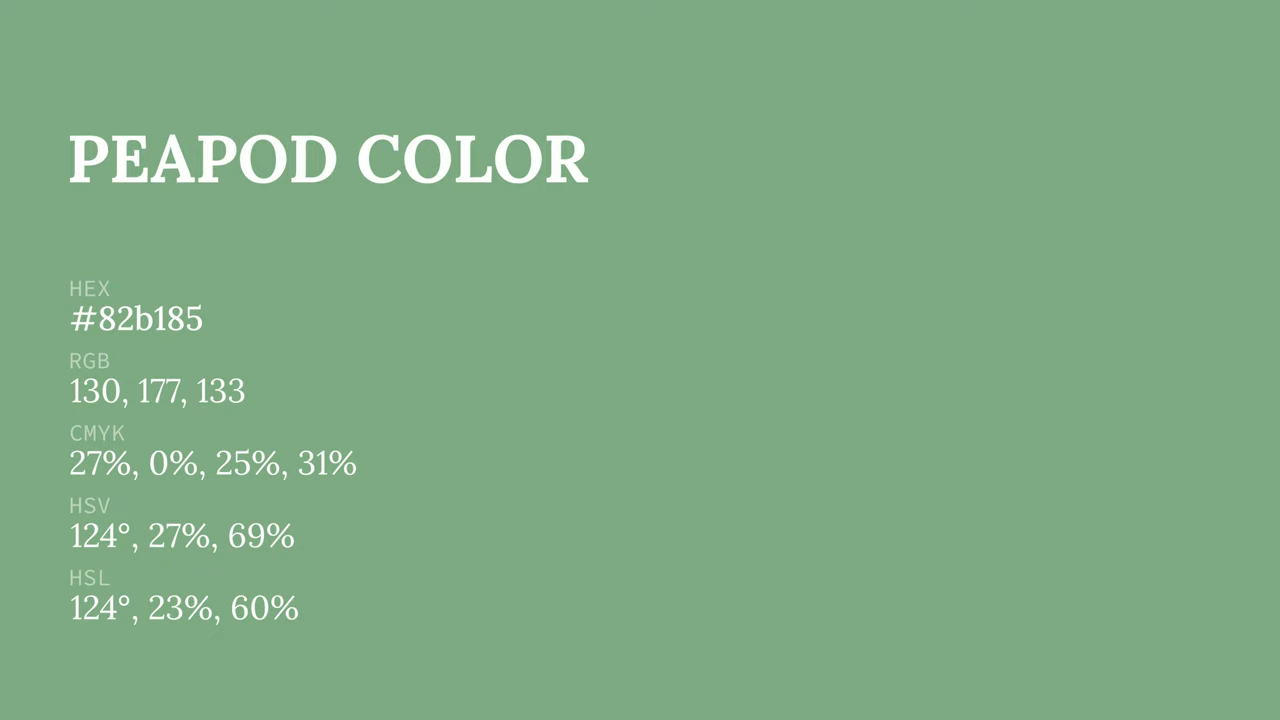 PEAPOD COLOR
HEX
#82b185
RGB
130, 177, 133
CMYK
27%, 0%, 25%, 31%
HSV
124°, 27%, 69%
HSL
124°, 23%, 60%